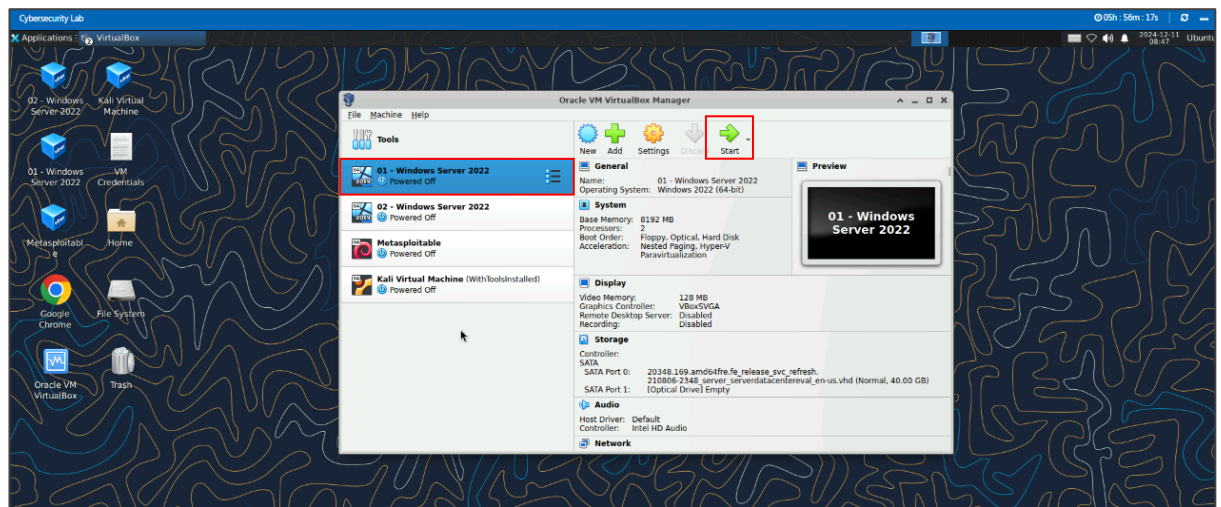 Cybersecurity Lab
05h : 56m : 17s
Applications
VirtualBox
2024-12-11
08:47
Ubuntu
02 - Windows
Server 2022
Kali Virtual
Machine
01 - Windows
Server 2022
VM
Credentials
Metasploitabl
e
Home
Google
Chrome
File System
Oracle VM
VirtualBox
Trash
Oracle VM VirtualBox Manager
File Machine Help
Tools
New Add Settings Discard Start
01 - Windows Server 2022
Powered Off
02 - Windows Server 2022
Powered Off
Metasploitable
Powered Off
Kali Virtual Machine (WithToolsInstalled)
Powered Off
General
Name: 01 - Windows Server 2022
Operating System: Windows 2022 (64-bit)
System
Base Memory: 8192 MB
Processors: 2
Boot Order: Floppy, Optical, Hard Disk
Acceleration: Nested Paging, Hyper-V
Paravirtualization
Preview
01 - Windows
Server 2022
Display
Video Memory: 128 MB
Graphics Controller: VBoxSVGA
Remote Desktop Server: Disabled
Recording: Disabled
Storage
Controller:
SATA
SATA Port 0: 20348.169.amd64fre.fe_release_svc_refresh.
210806-2348_server_serverdatacentereval_en-us.vhd (Normal, 40.00 GB)
SATA Port 1: [Optical Drive] Empty
Audio
Host Driver: Default
Controller: Intel HD Audio
Network